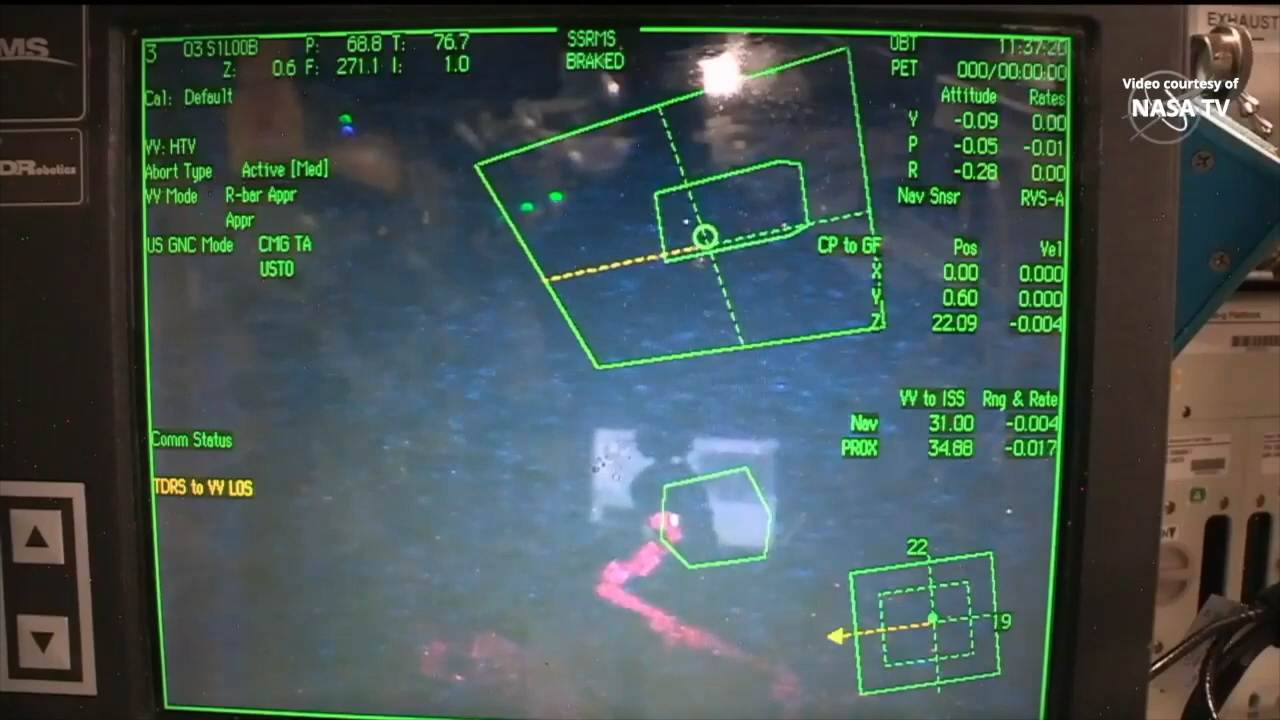 MS
DRobotics
3 03 S1L00B P: 68.8 T: 76.7
Z: 0.6 F: 271.1 I: 1.0
Cal: Default
VV: HTV
Abort Type Active [Med]
VV Mode R-bar Appr
Appr
US GNC Mode CMG TA
USTO
Comm Status
TDRS to VV LOS
SSRMS
BRAKED
GMT 11:37:20
PET 000/00:00:00
Attitude Rates
Y -0.09 0.00
P -0.05 -0.01
R -0.28 0.00
Nav Snsr RVS-A
CP to GF Pos Vel
X 0.00 0.000
Y 0.60 0.000
Z 22.09 -0.004
VV to ISS Rng & Rate
Nav 31.00 -0.004
PROX 34.88 -0.017
22
19
EXHAUST
Video courtesy of
NASA TV